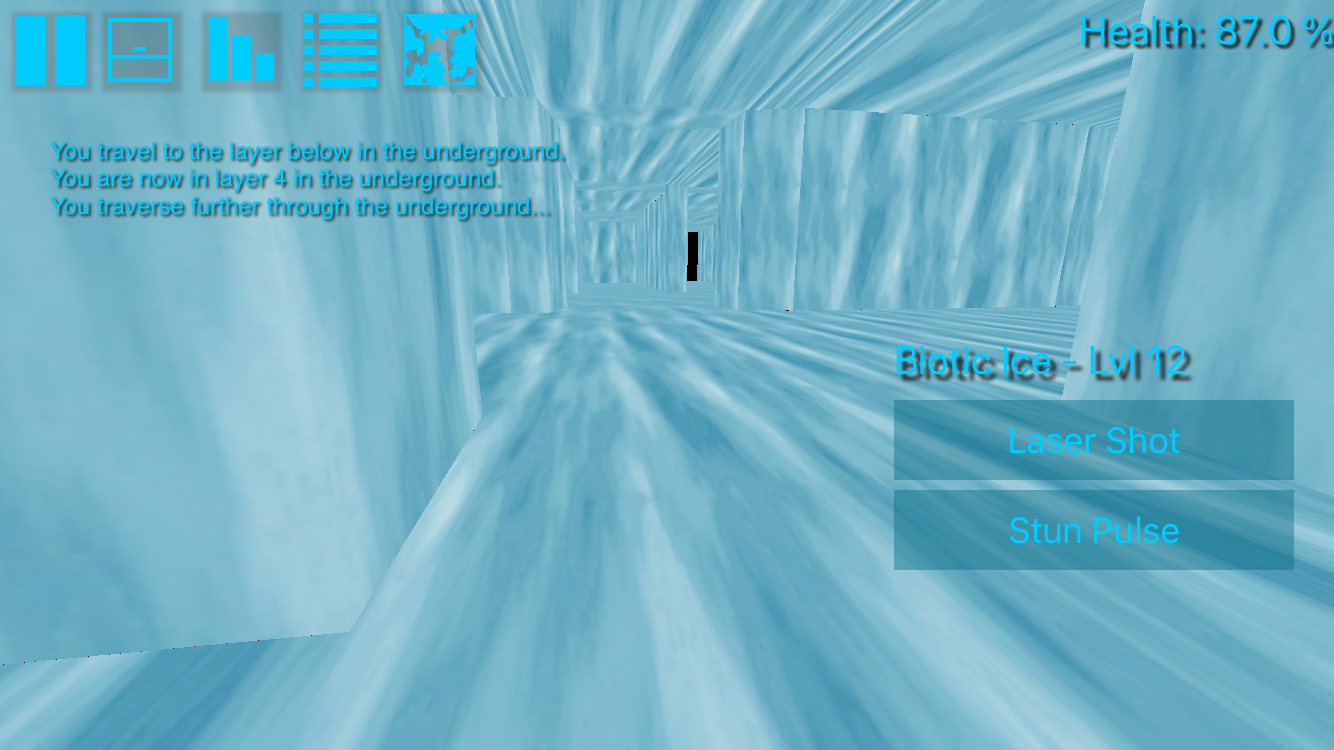 Health: 87.0 %
You travel to the layer below in the underground.
You are now in layer 4 in the underground.
You traverse further through the underground...
Biotic Ice - Lvl 12
Laser Shot
Stun Pulse